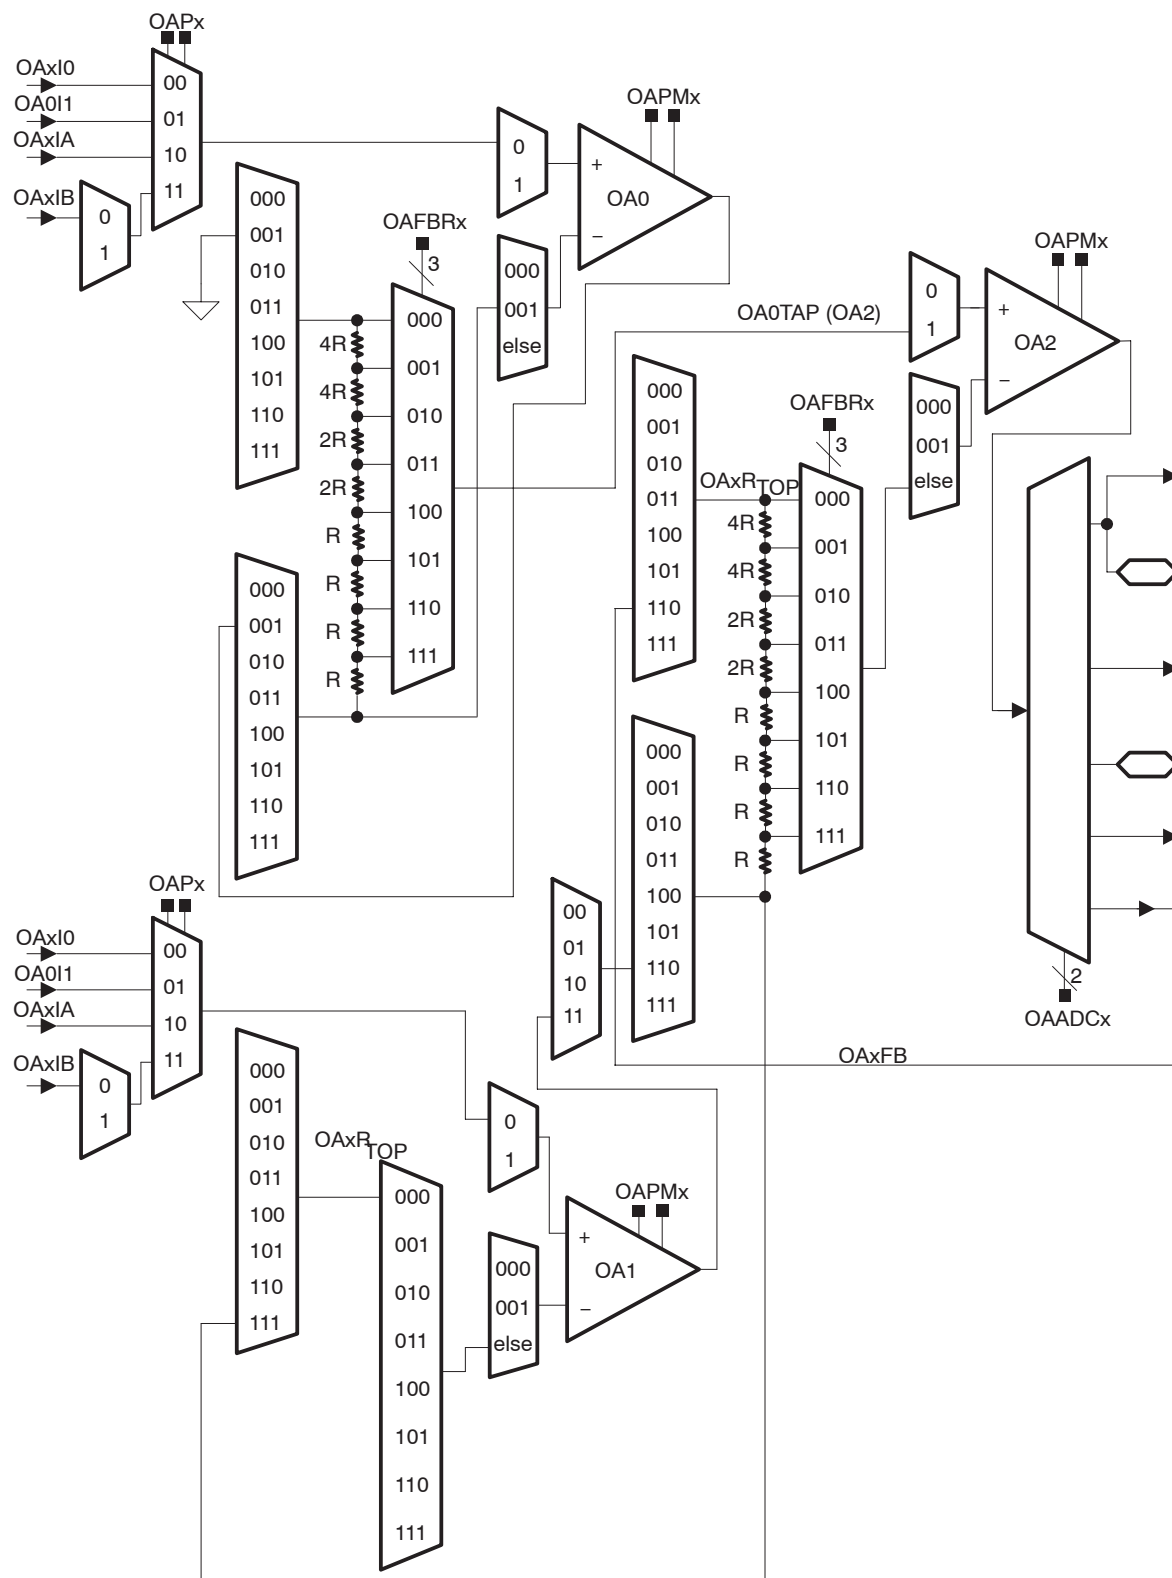 OAPx
OAxI0
OA0I1
OAxIA
OAxIB
0
1
00
01
10
11
000
001
010
011
100
101
110
111
OAFBRx
3
4R
4R
2R
2R
R
R
R
R
000
001
010
011
100
101
110
111
000
001
010
011
100
101
110
111
0
1
000
001
else
OAPMx
+
OA0
−
OA0TAP (OA2)
000
001
010
011
100
101
110
111
OAxRTOP
4R
4R
2R
2R
R
R
R
R
OAFBRx
3
000
001
010
011
100
101
110
111
000
001
010
011
100
101
110
111
0
1
000
001
else
OAPMx
+
OA2
−
2
OAADCx
OAxFB
00
01
10
11
OAPx
OAxI0
OA0I1
OAxIA
OAxIB
0
1
00
01
10
11
000
001
010
011
100
101
110
111
OAxRTOP
000
001
010
011
100
101
110
111
0
1
000
001
else
OAPMx
+
OA1
−